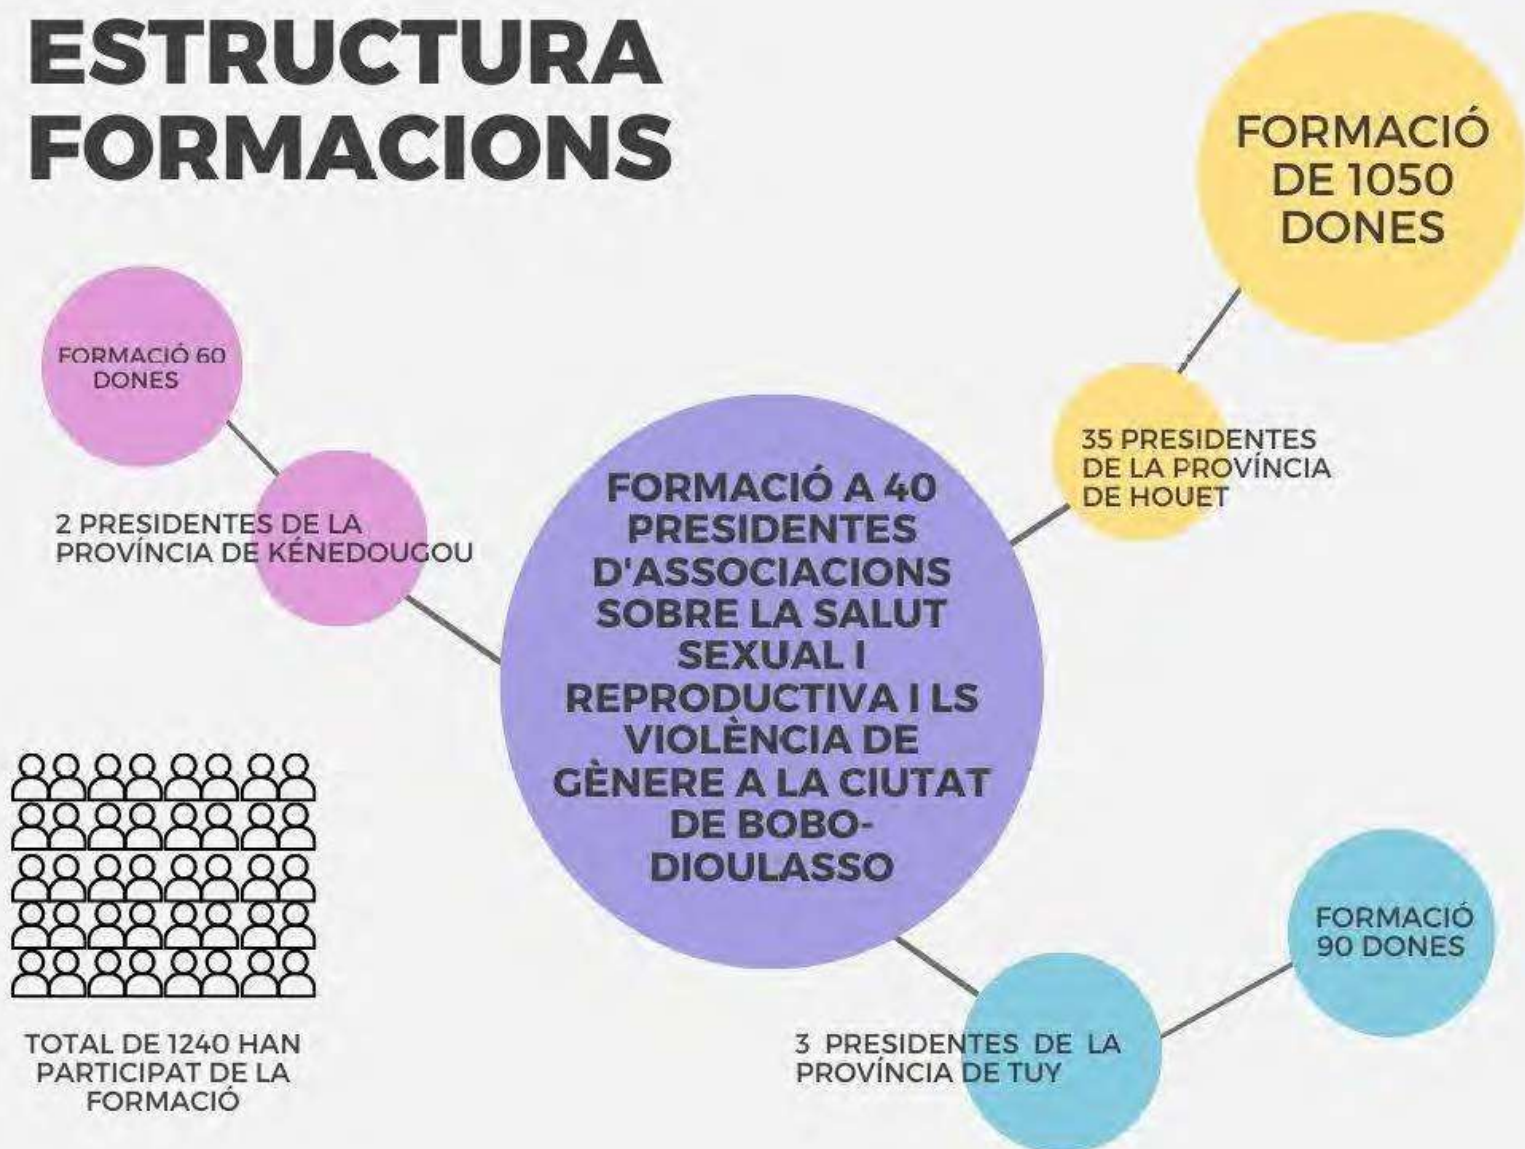 ESTRUCTURA
FORMACIONS
FORMACIÓ
DE 1050
DONES
FORMACIÓ 60
DONES
35 PRESIDENTES
DE LA PROVÍNCIA
DE HOUET
2 PRESIDENTES DE LA
PROVÍNCIA DE KÉNEDOUGOU
FORMACIÓ A 40
PRESIDENTES
D'ASSOCIACIONS
SOBRE LA SALUT
SEXUAL I
REPRODUCTIVA I LS
VIOLÈNCIA DE
GÈNERE A LA CIUTAT
DE BOBO-
DIOULASSO
FORMACIÓ
90 DONES
3 PRESIDENTES DE LA
PROVÍNCIA DE TUY
TOTAL DE 1240 HAN
PARTICIPAT DE LA
FORMACIÓ